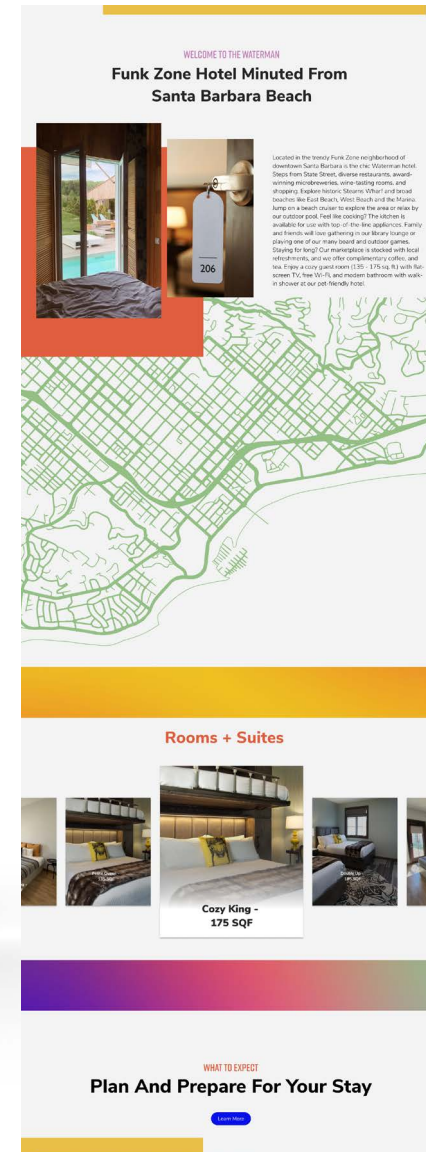 WELCOME TO THE WATERMAN
Funk Zone Hotel Minuted From
Santa Barbara Beach
Located in the trendy Funk Zone neighborhood of
downtown Santa Barbara is the chic Waterman hotel.
Steps from State Street, diverse restaurants, award-
winning microbreweries, wine-tasting rooms, and
shopping. Explore historic Stearns Wharf and broad
beaches like East Beach, West Beach and the Marina.
Jump on a beach cruiser to explore the area or relax by
our outdoor pool. Feel like cooking? The kitchen is
available for use with top-of-the-line appliances. Family
and friends will love gathering in our library lounge or
playing one of our many board and outdoor games.
Staying for long? Our marketplace is stocked with local
refreshments, and we offer complimentary coffee, and
tea. Enjoy a cozy guest room (135 - 175 sq. ft.) with flat-
screen TV, free Wi-Fi, and modern bathroom with walk-
in shower at our pet-friendly hotel.
206
Rooms + Suites
Cozy King -
175 SQF
Double Up
WHAT TO EXPECT
Plan And Prepare For Your Stay
Learn More